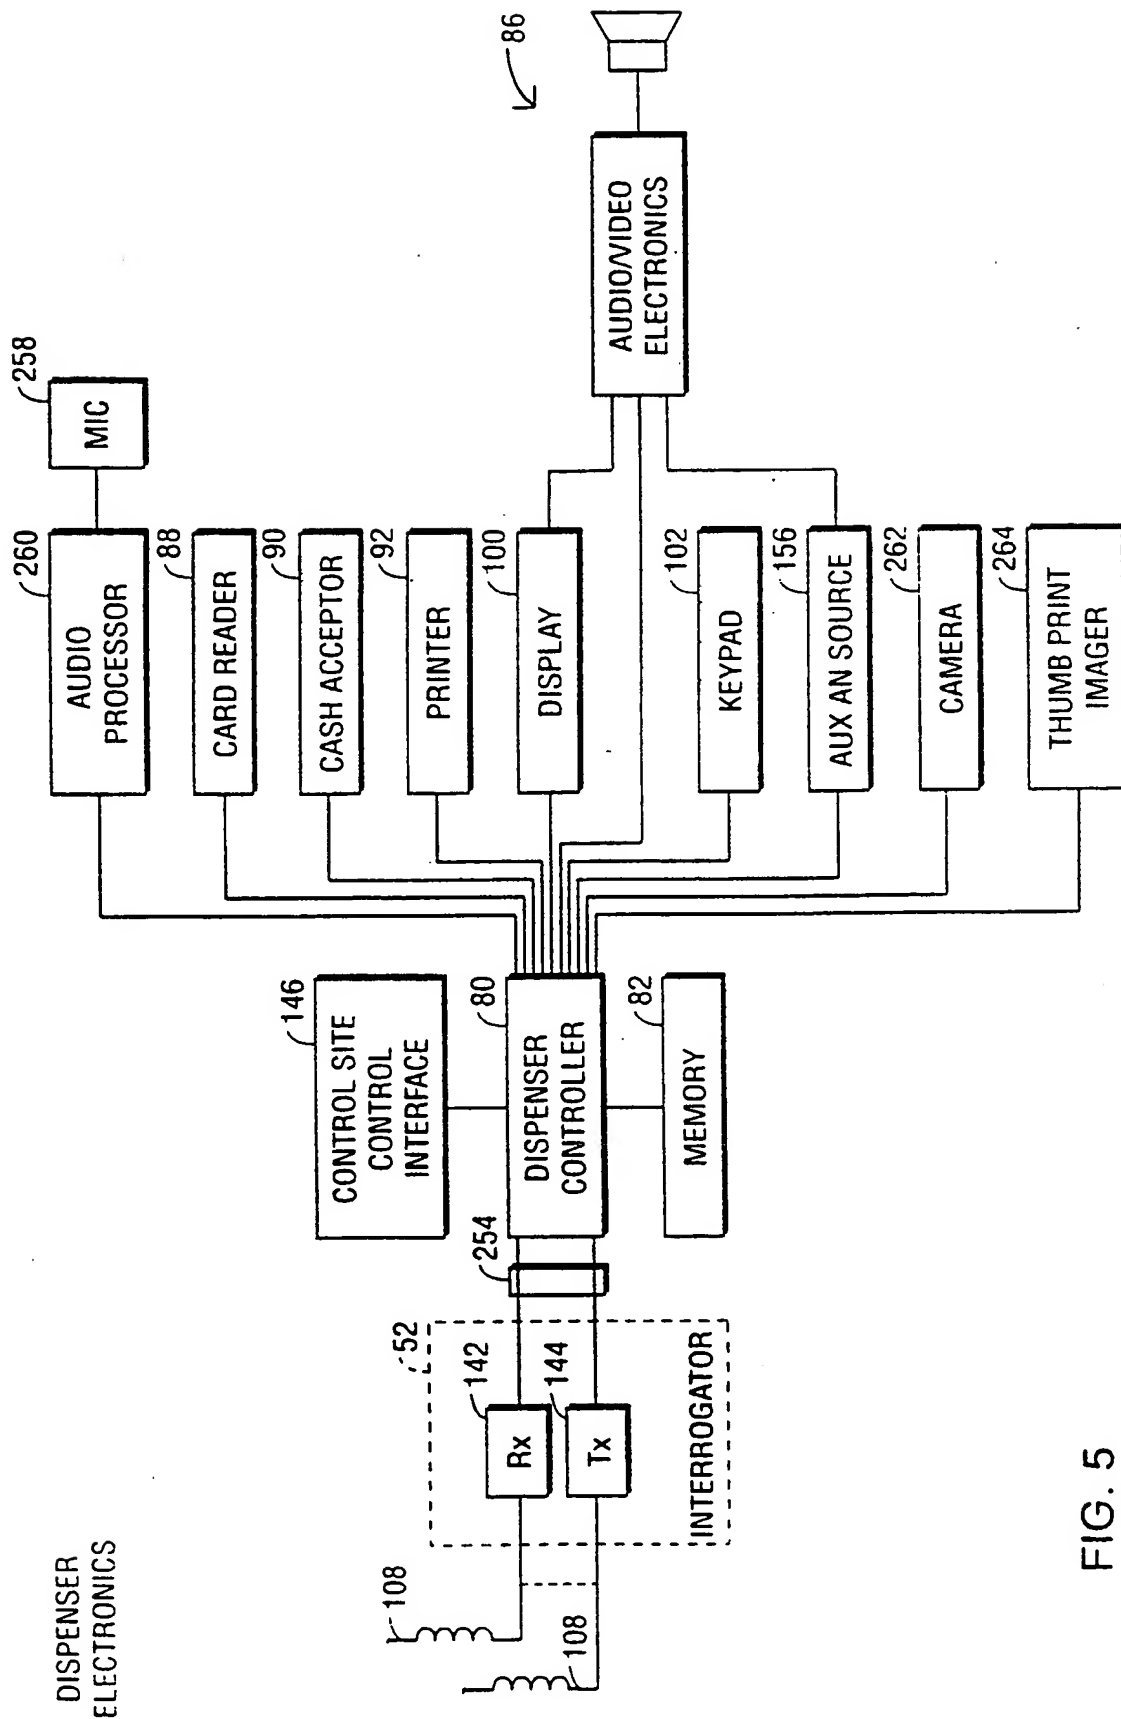 DISPENSER
ELECTRONICS
108
108
52
142
Rx
144
Tx
INTERROGATOR
254
146
CONTROL SITE
CONTROL
INTERFACE
80
DISPENSER
CONTROLLER
82
MEMORY
260
AUDIO
PROCESSOR
258
MIC
88
CARD READER
90
CASH ACCEPTOR
92
PRINTER
100
DISPLAY
102
KEYPAD
156
AUX AN SOURCE
262
CAMERA
264
THUMB PRINT
IMAGER
AUDIO/VIDEO
ELECTRONICS
86
FIG. 5